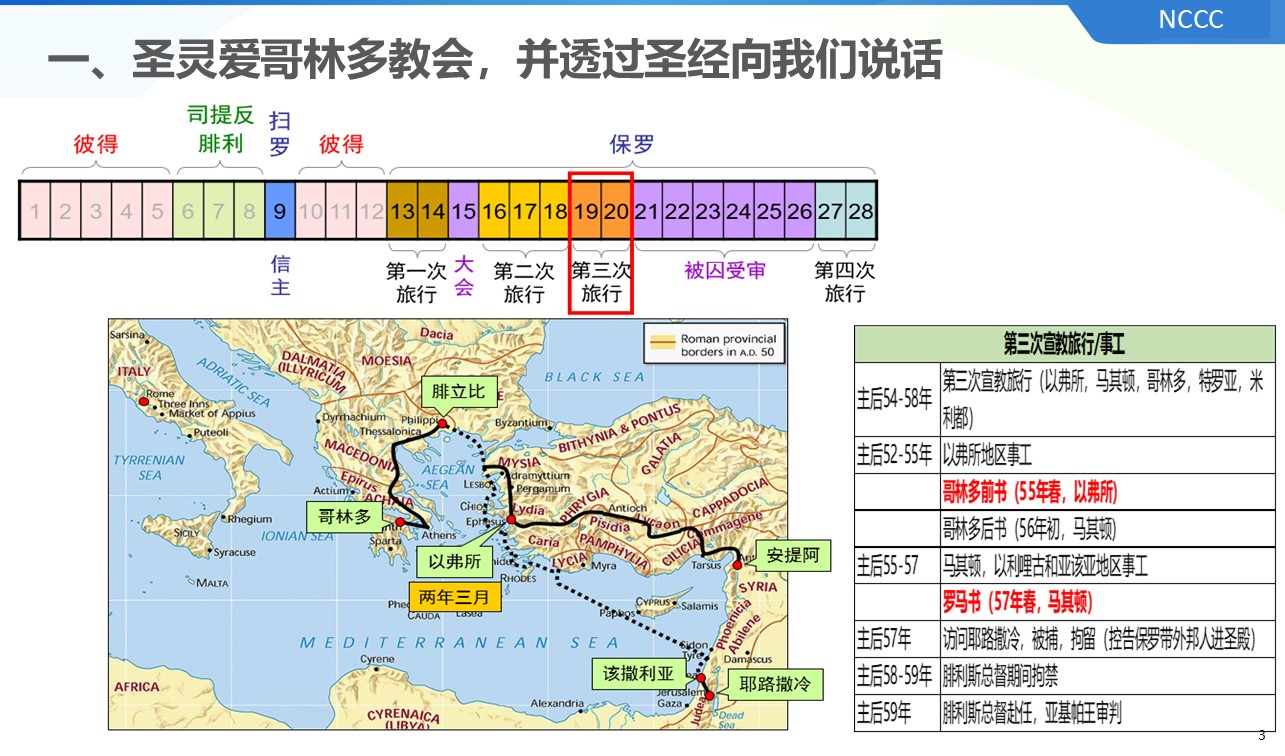 NCCC
一、圣灵爱哥林多教会，并透过圣经向我们说话
司提反
腓利
扫
罗
彼得
彼得
保罗
1 2 3 4 5 6 7 8 9 10 11 12 13 14 15 16 17 18 19 20 21 22 23 24 25 26 27 28
信
主
第一次
旅行
大
会
第二次
旅行
第三次
旅行
被囚受审
第四次
旅行
Roman provincial
borders in A.D. 50
Sarsina
ITALY
ADRIATIC SEA
DALMATIA
(ILLYRICUM)
MOESIA
Dacia
BLACK SEA
Rome
Three Inns
Market of Appius
Puteoli
腓立比
Dyrrhachium
Philippi
Thessalonica
Byzantium
BITHYNIA & PONTUS
GALATIA
TYRRENIAN
SEA
MACEDONIA
AEGEAN
SEA
MYSIA
Adramyttium
Pergamum
Epirus
LESBO
Actium
ACHAIA
PHRYGIA
CAPPADOCIA
Rhegium
哥林多
CHIOS
Lydia
Antioch
Lycaon
Commagene
SICILY
IONIAN SEA
Athens
Ephesus
Pisidia
Sparta
Caria
PAMPHYLIA
CILICIA
Syracuse
以弗所
LYCIA
Myra
Tarsus
安提阿
MALTA
RHODES
SYRIA
两年三月
CAUDA
Lasea
Paphos
CYPRUS
Salamis
Phoenicia
Abilene
MEDITERRANEAN SEA
Sidon
Tyre
Damascus
Cyrene
该撒利亚
耶路撒冷
Jerusalem
AFRICA
CYRENAICA
(LIBYA)
Alexandria
Gaza
Judea
Dead
Sea
第三次宣教旅行/事工
主后54-58年 第三次宣教旅行（以弗所，马其顿，哥林多，特罗亚，米
利都）
主后52-55年 以弗所地区事工
哥林多前书（55年春，以弗所）
哥林多后书（56年初，马其顿）
主后55-57 马其顿，以利哩古和亚该亚地区事工
罗马书（57年春，马其顿）
主后57年 访问耶路撒冷，被捕，拘留（控告保罗带外邦人进圣殿）
主后58-59年 腓利斯总督期间拘禁
主后59年 腓利斯总督赴任，亚基帕王审判
3